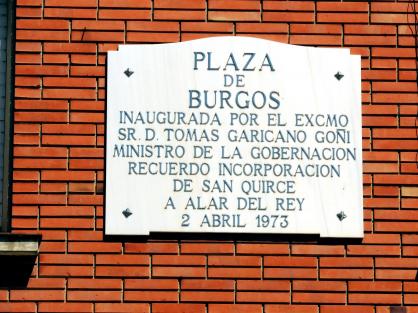 PLAZA
DE
BURGOS
INAUGURADA POR EL EXCMO
SR. D. TOMAS GARICANO GOÑI
MINISTRO DE LA GOBERNACION
RECUERDO INCORPORACION
DE SAN QUIRCE
A ALAR DEL REY
2 ABRIL 1973